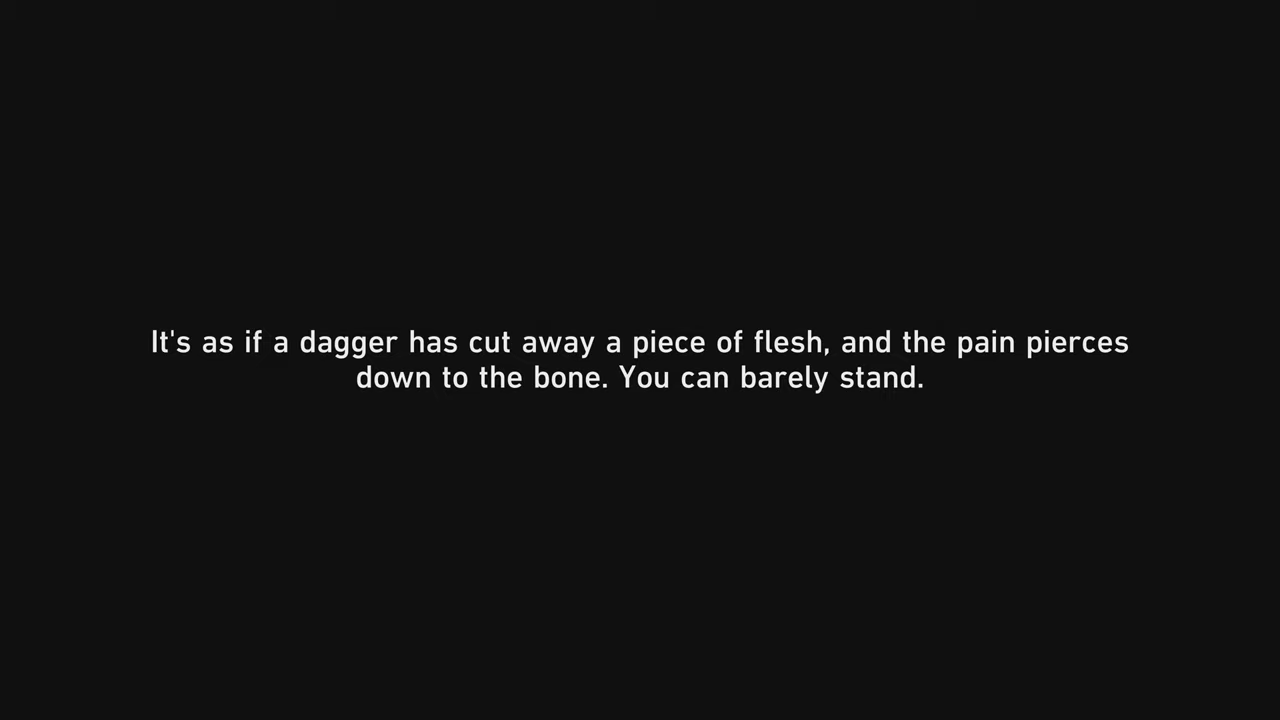 It's as if a dagger has cut away a piece of flesh, and the pain pierces
down to the bone. You can barely stand.